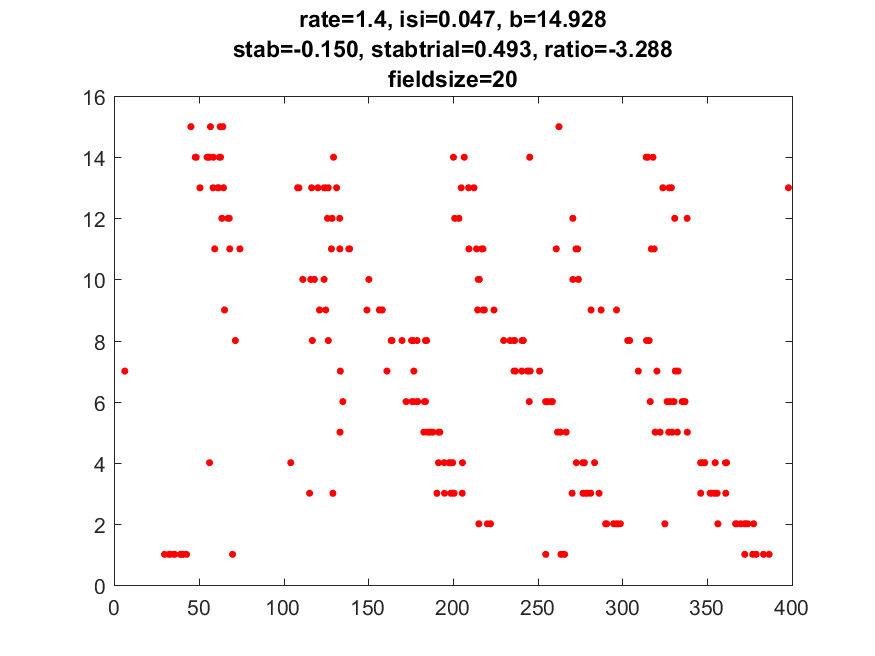 rate=1.4, isi=0.047, b=14.928
stab=-0.150, stabtrial=0.493, ratio=-3.288
fieldsize=20
16
14
12
10
8
6
4
2
0
0 50 100 150 200 250 300 350 400